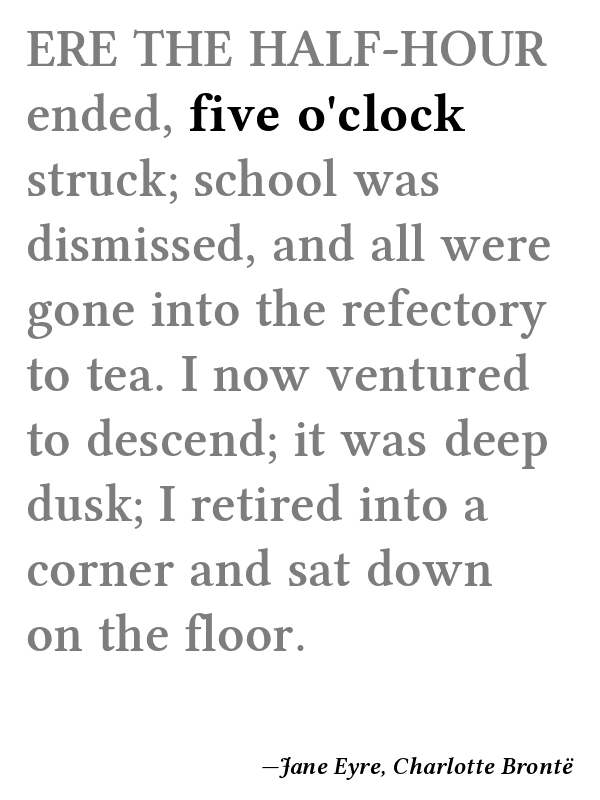 ERE THE HALF-HOUR
ended, five o'clock
struck; school was
dismissed, and all were
gone into the refectory
to tea. I now ventured
to descend; it was deep
dusk; I retired into a
corner and sat down
on the floor.
—Jane Eyre, Charlotte Brontë